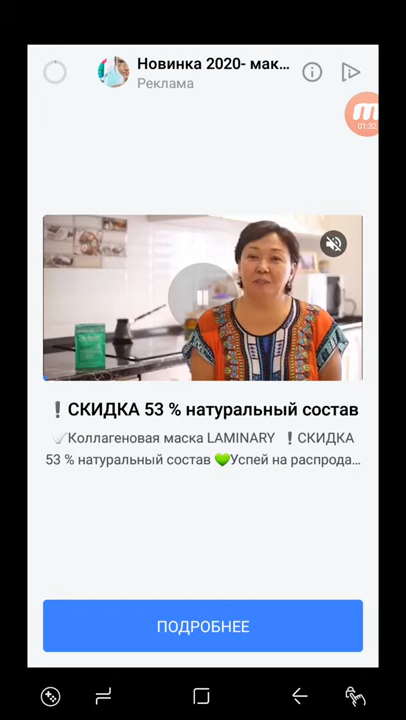 Новинка 2020- мак...
Реклама
01:32
❗СКИДКА 53 % натуральный состав
✅Коллагеновая маска LAMINARY ❗СКИДКА
53 % натуральный состав 💚Успей на распрода...
ПОДРОБНЕЕ